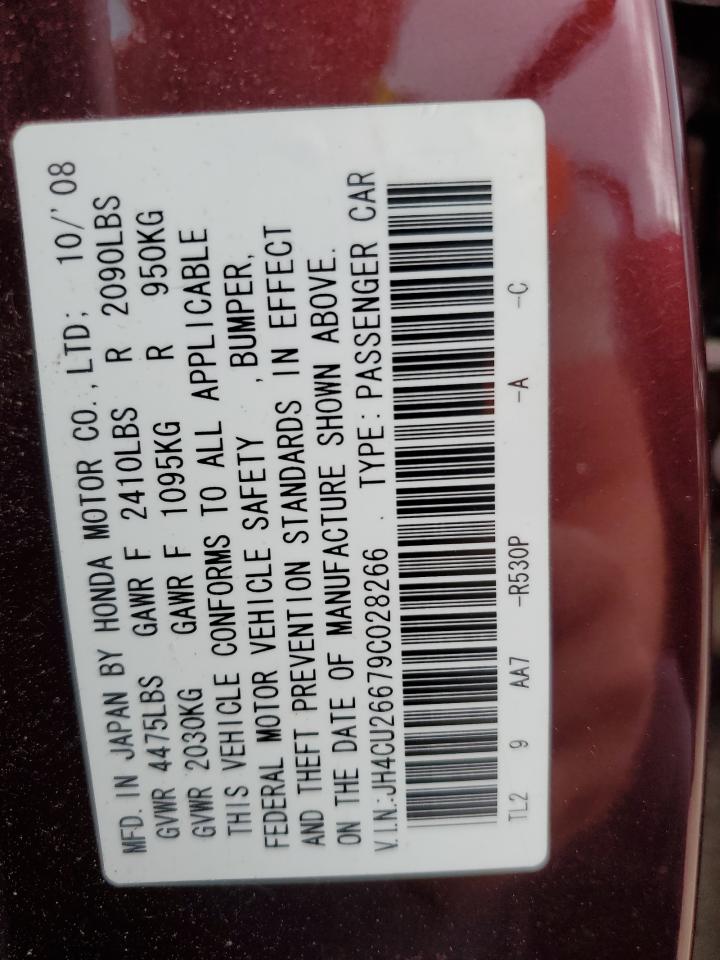 MFD. IN JAPAN BY HONDA MOTOR CO., LTD; 10/'08
GVWR 4475LBS GAWR F 2410LBS R 2090LBS
GVWR 2030KG GAWR F 1095KG R 950KG
THIS VEHICLE CONFORMS TO ALL APPLICABLE
FEDERAL MOTOR VEHICLE SAFETY , BUMPER,
AND THEFT PREVENTION STANDARDS IN EFFECT
ON THE DATE OF MANUFACTURE SHOWN ABOVE.
V.I.N.:JH4CU26679C028266 . TYPE:PASSENGER CAR
TL2 9 AA7 -R530P -A -C